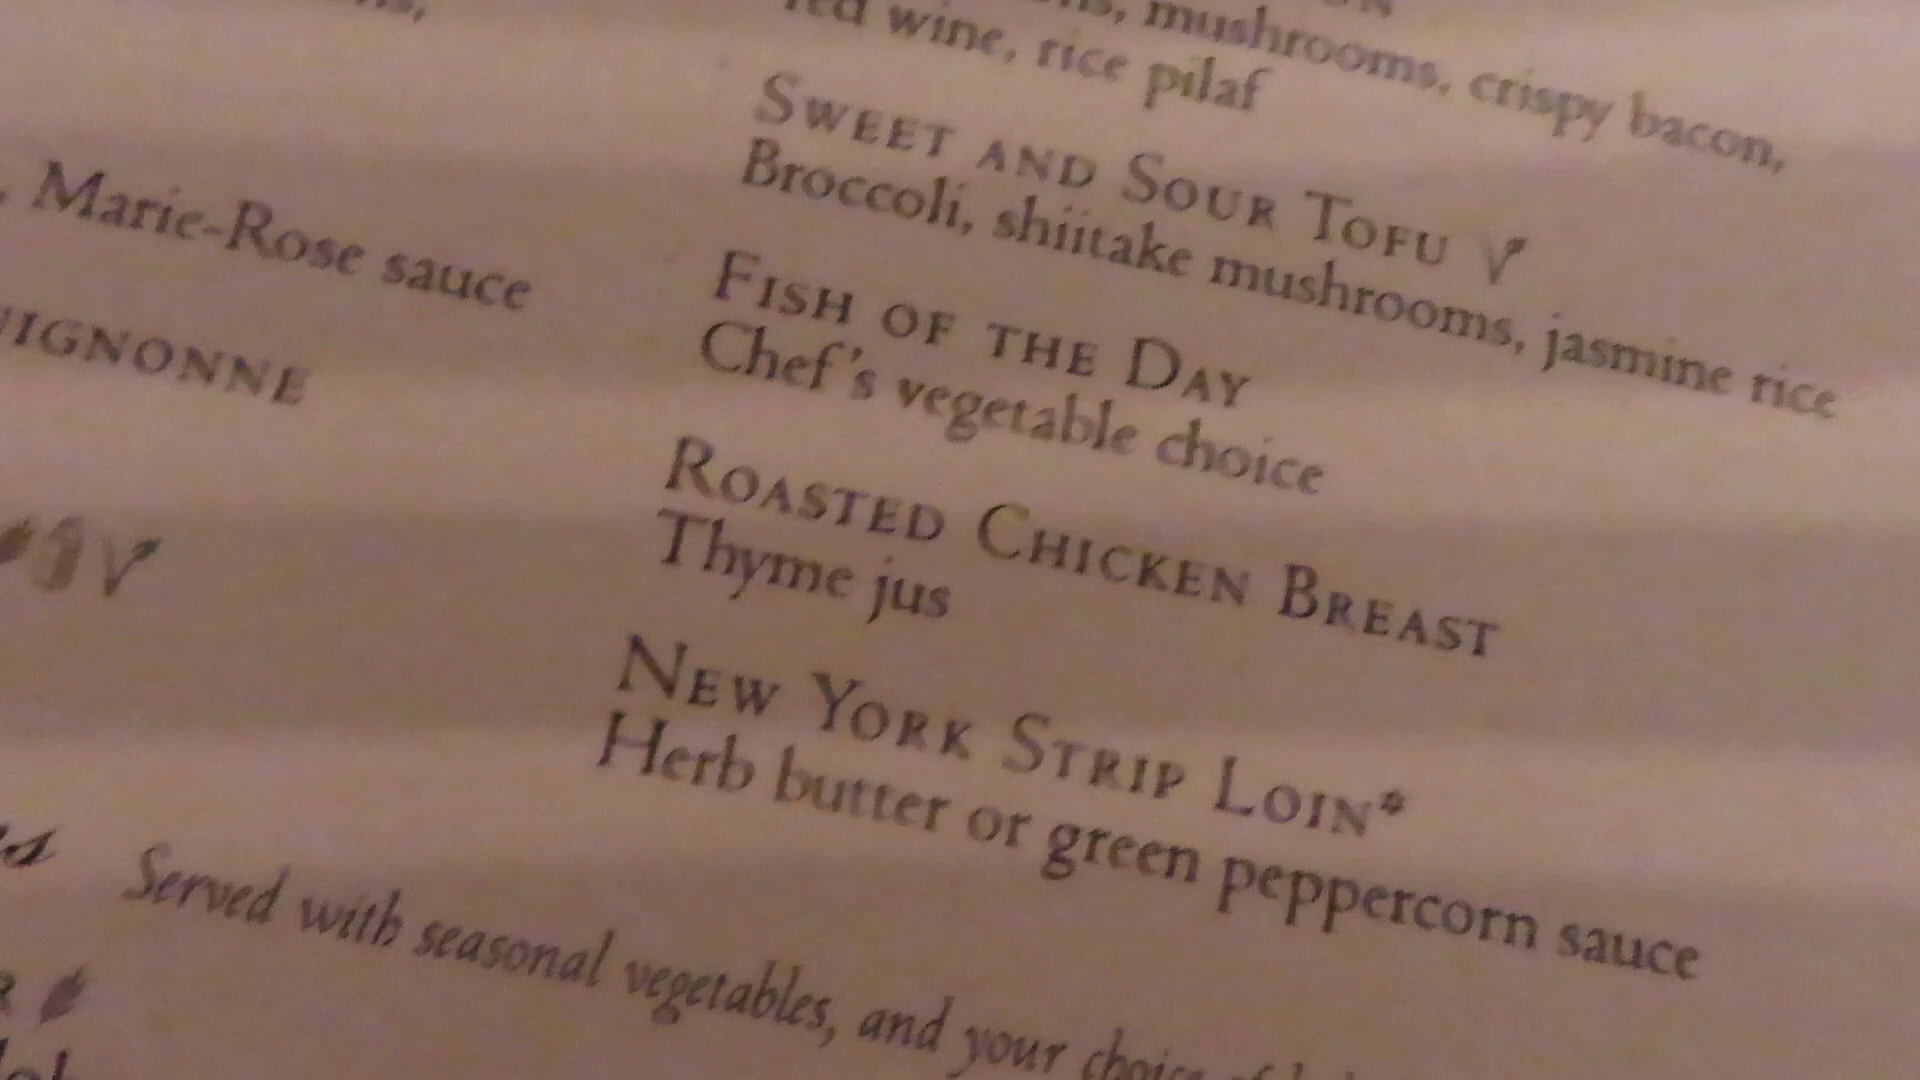 mushrooms, crispy bacon,
wine, rice pilaf
SWEET AND SOUR TOFU V
Broccoli, shiitake mushrooms, jasmine rice
, Marie-Rose sauce
FISH OF THE DAY
Chef's vegetable choice
IGNONNE
ROASTED CHICKEN BREAST
Thyme jus
V
NEW YORK STRIP LOIN*
Herb butter or green peppercorn sauce
Served with seasonal vegetables, and your choice of